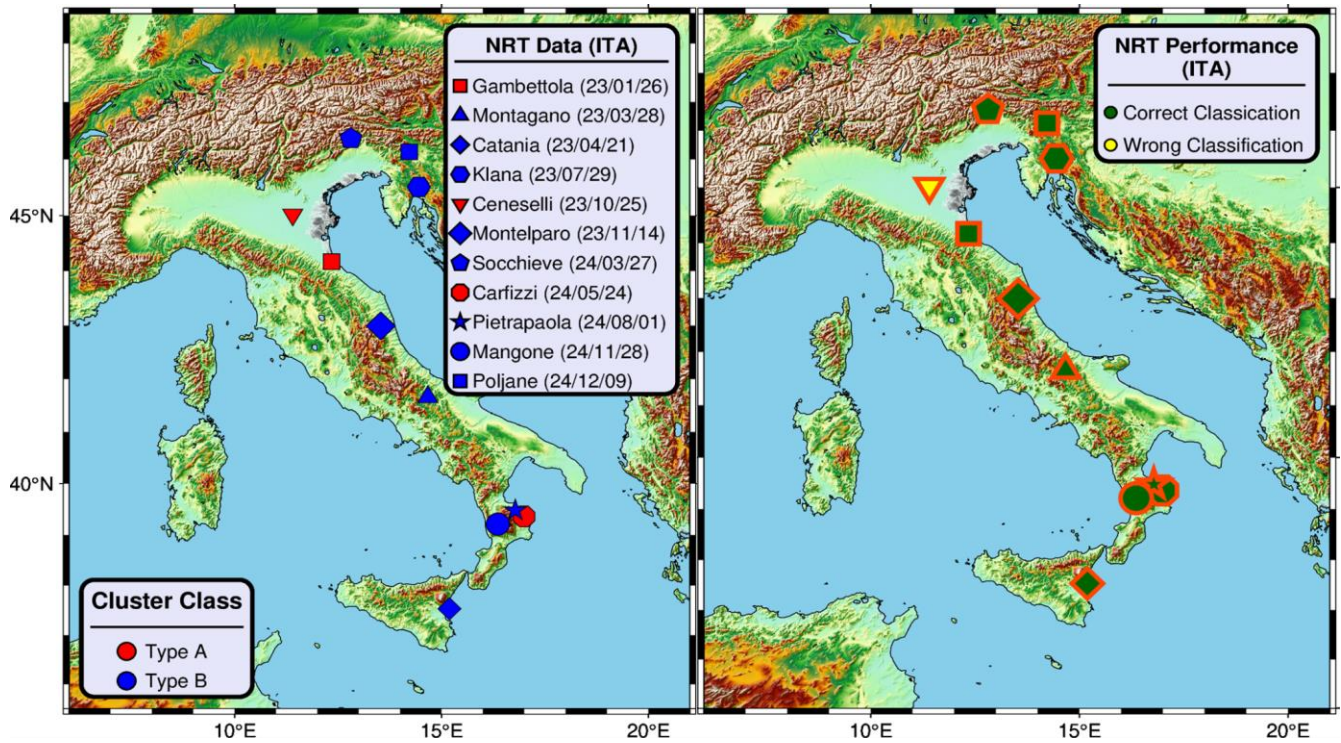 NRT Data (ITA)
Gambettola (23/01/26)
Montagano (23/03/28)
Catania (23/04/21)
Klana (23/07/29)
Ceneselli (23/10/25)
Montelparo (23/11/14)
Socchieve (24/03/27)
Carfizzi (24/05/24)
Pietrapaola (24/08/01)
Mangone (24/11/28)
Poljane (24/12/09)
NRT Performance
(ITA)
Correct Classication
Wrong Classification
45°N
40°N
Cluster Class
Type A
Type B
10°E
15°E
20°E
10°E
15°E
20°E